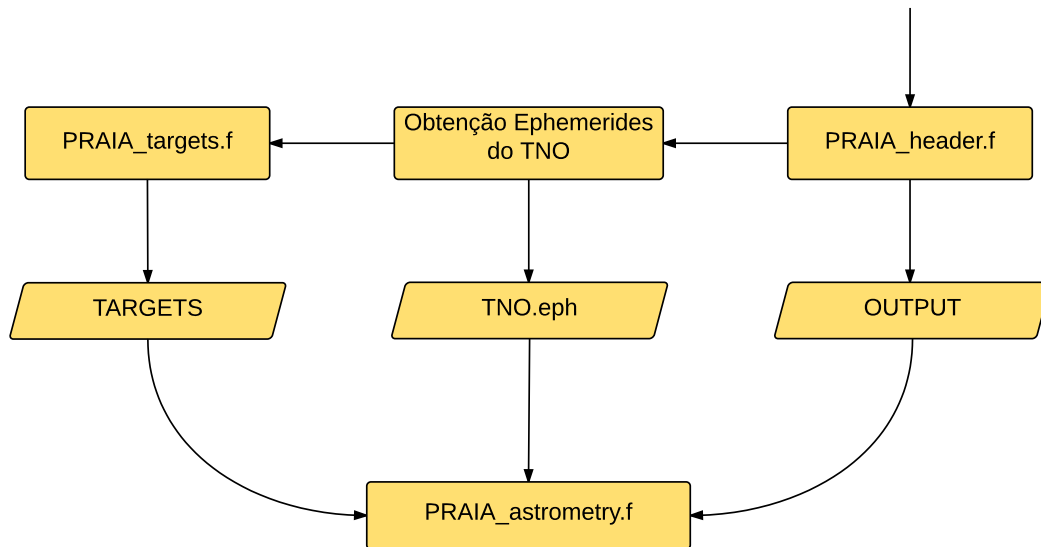 PRAIA_targets.f
Obtenção Ephemerides
do TNO
PRAIA_header.f
TARGETS
TNO.eph
OUTPUT
PRAIA_astrometry.f